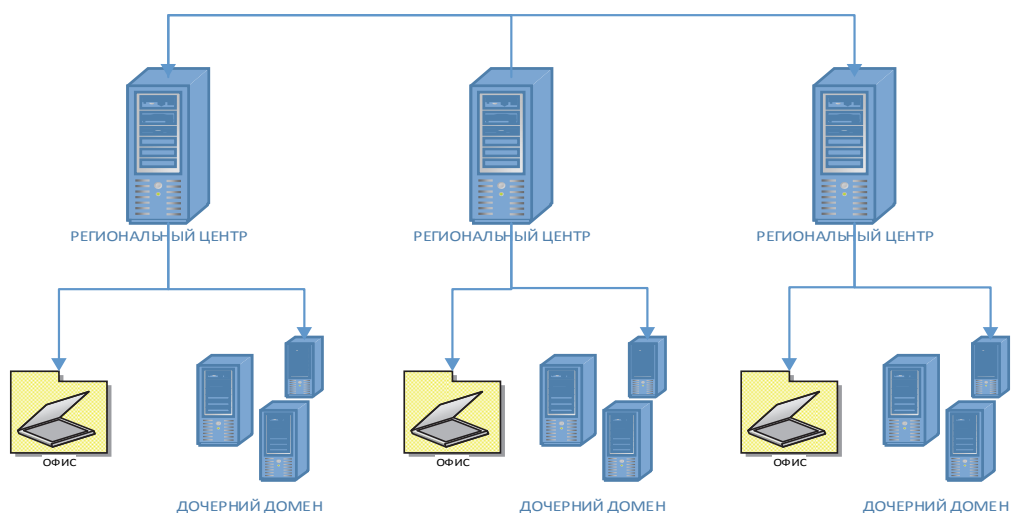 РЕГИОНАЛЬНЫЙ ЦЕНТР
РЕГИОНАЛЬНЫЙ ЦЕНТР
РЕГИОНАЛЬНЫЙ ЦЕНТР
ОФИС
ОФИС
ОФИС
ДОЧЕРНИЙ ДОМЕН
ДОЧЕРНИЙ ДОМЕН
ДОЧЕРНИЙ ДОМЕН